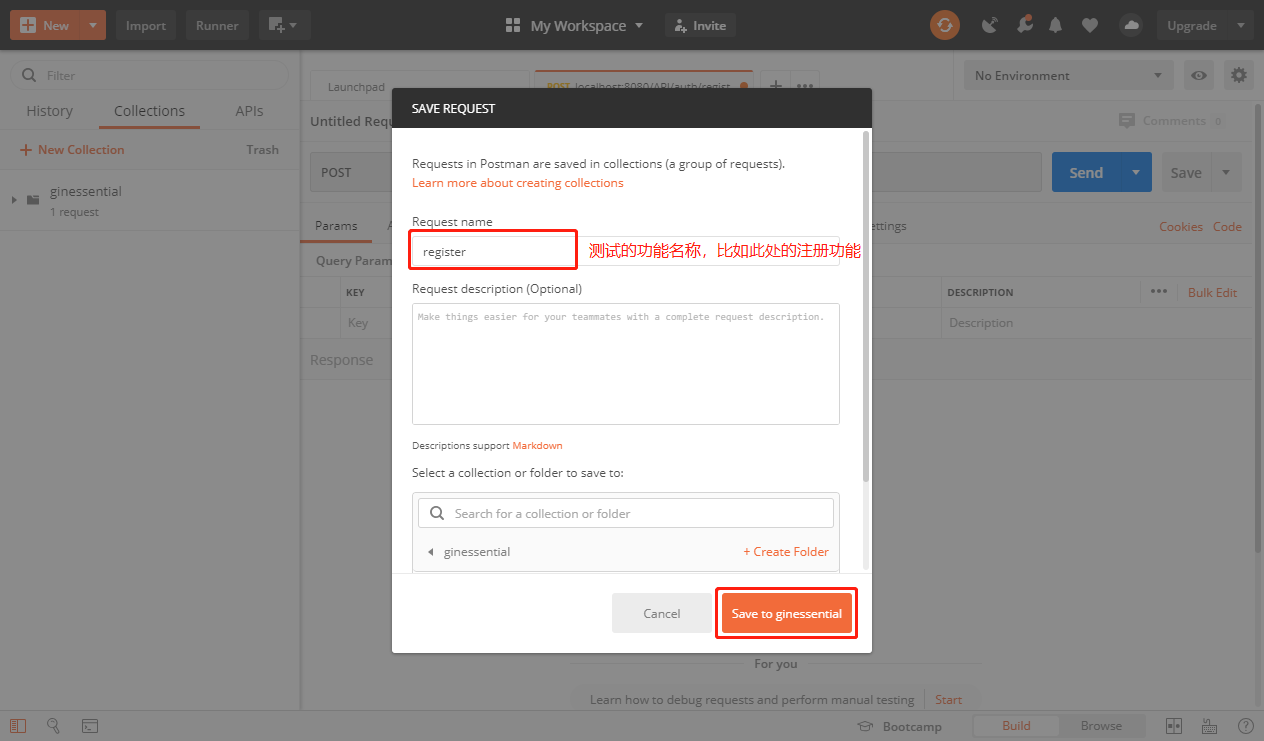 New
Import
Runner
My Workspace
Invite
Upgrade
Filter
History
Collections
APIs
New Collection
Trash
ginessential
1 request
Launchpad
POST localhost:8080/API/auth/regist
No Environment
Untitled Requ
Comments 0
POST
Send
Save
Params
A
ettings
Cookies
Code
Query Param
KEY
DESCRIPTION
Bulk Edit
Key
Description
Response
SAVE REQUEST
Requests in Postman are saved in collections (a group of requests).
Learn more about creating collections
Request name
register
测试的功能名称，比如此处的注册功能
Request description (Optional)
Make things easier for your teammates with a complete request description.
Descriptions support Markdown
Select a collection or folder to save to:
Search for a collection or folder
ginessential
+ Create Folder
Cancel
Save to ginessential
For you
Learn how to debug requests and perform manual testing
Start
Bootcamp
Build
Browse